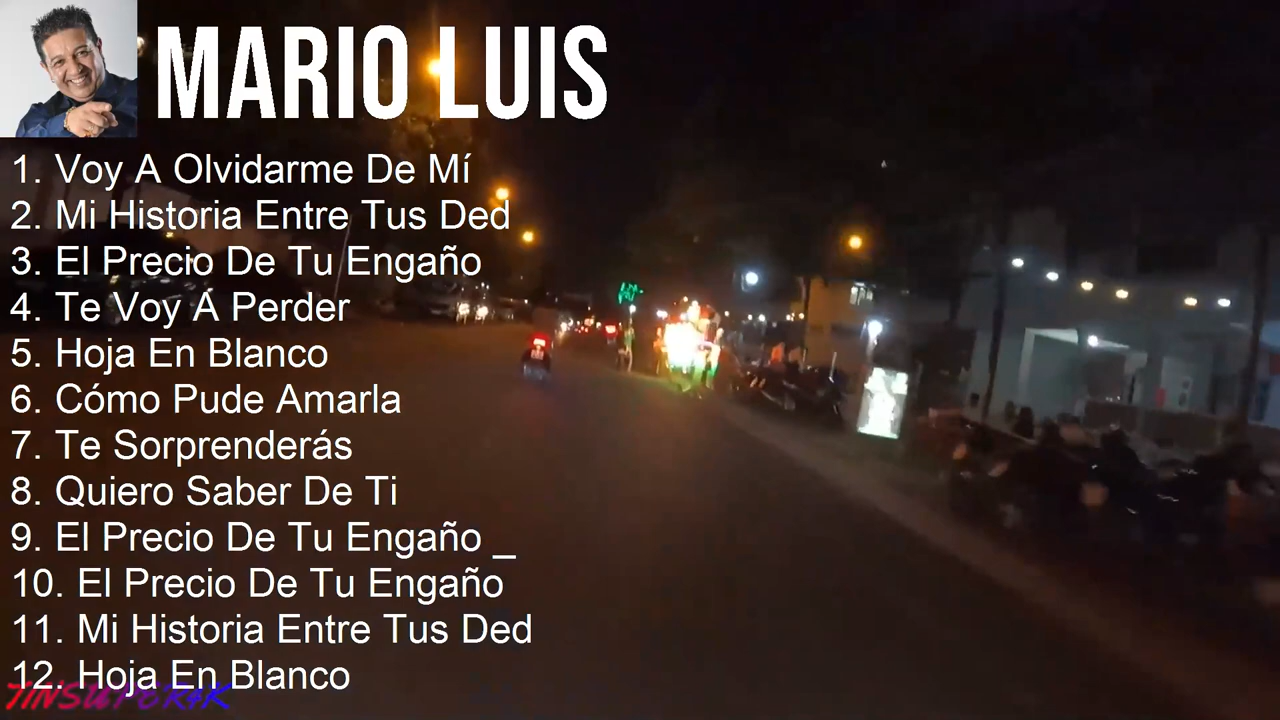 MARIO LUIS
1. Voy A Olvidarme De Mí
2. Mi Historia Entre Tus Ded
3. El Precio De Tu Engaño
4. Te Voy A Perder
5. Hoja En Blanco
6. Cómo Pude Amarla
7. Te Sorprenderás
8. Quiero Saber De Ti
9. El Precio De Tu Engaño _
10. El Precio De Tu Engaño
11. Mi Historia Entre Tus Ded
12. Hoja En Blanco